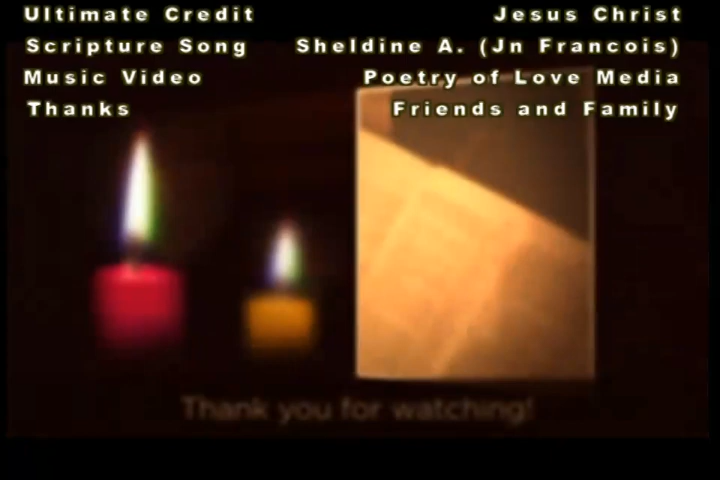 Ultimate Credit Jesus Christ
Scripture Song Sheldine A. (Jn Francois)
Music Video Poetry of Love Media
Thanks Friends and Family
Thank you for watching!